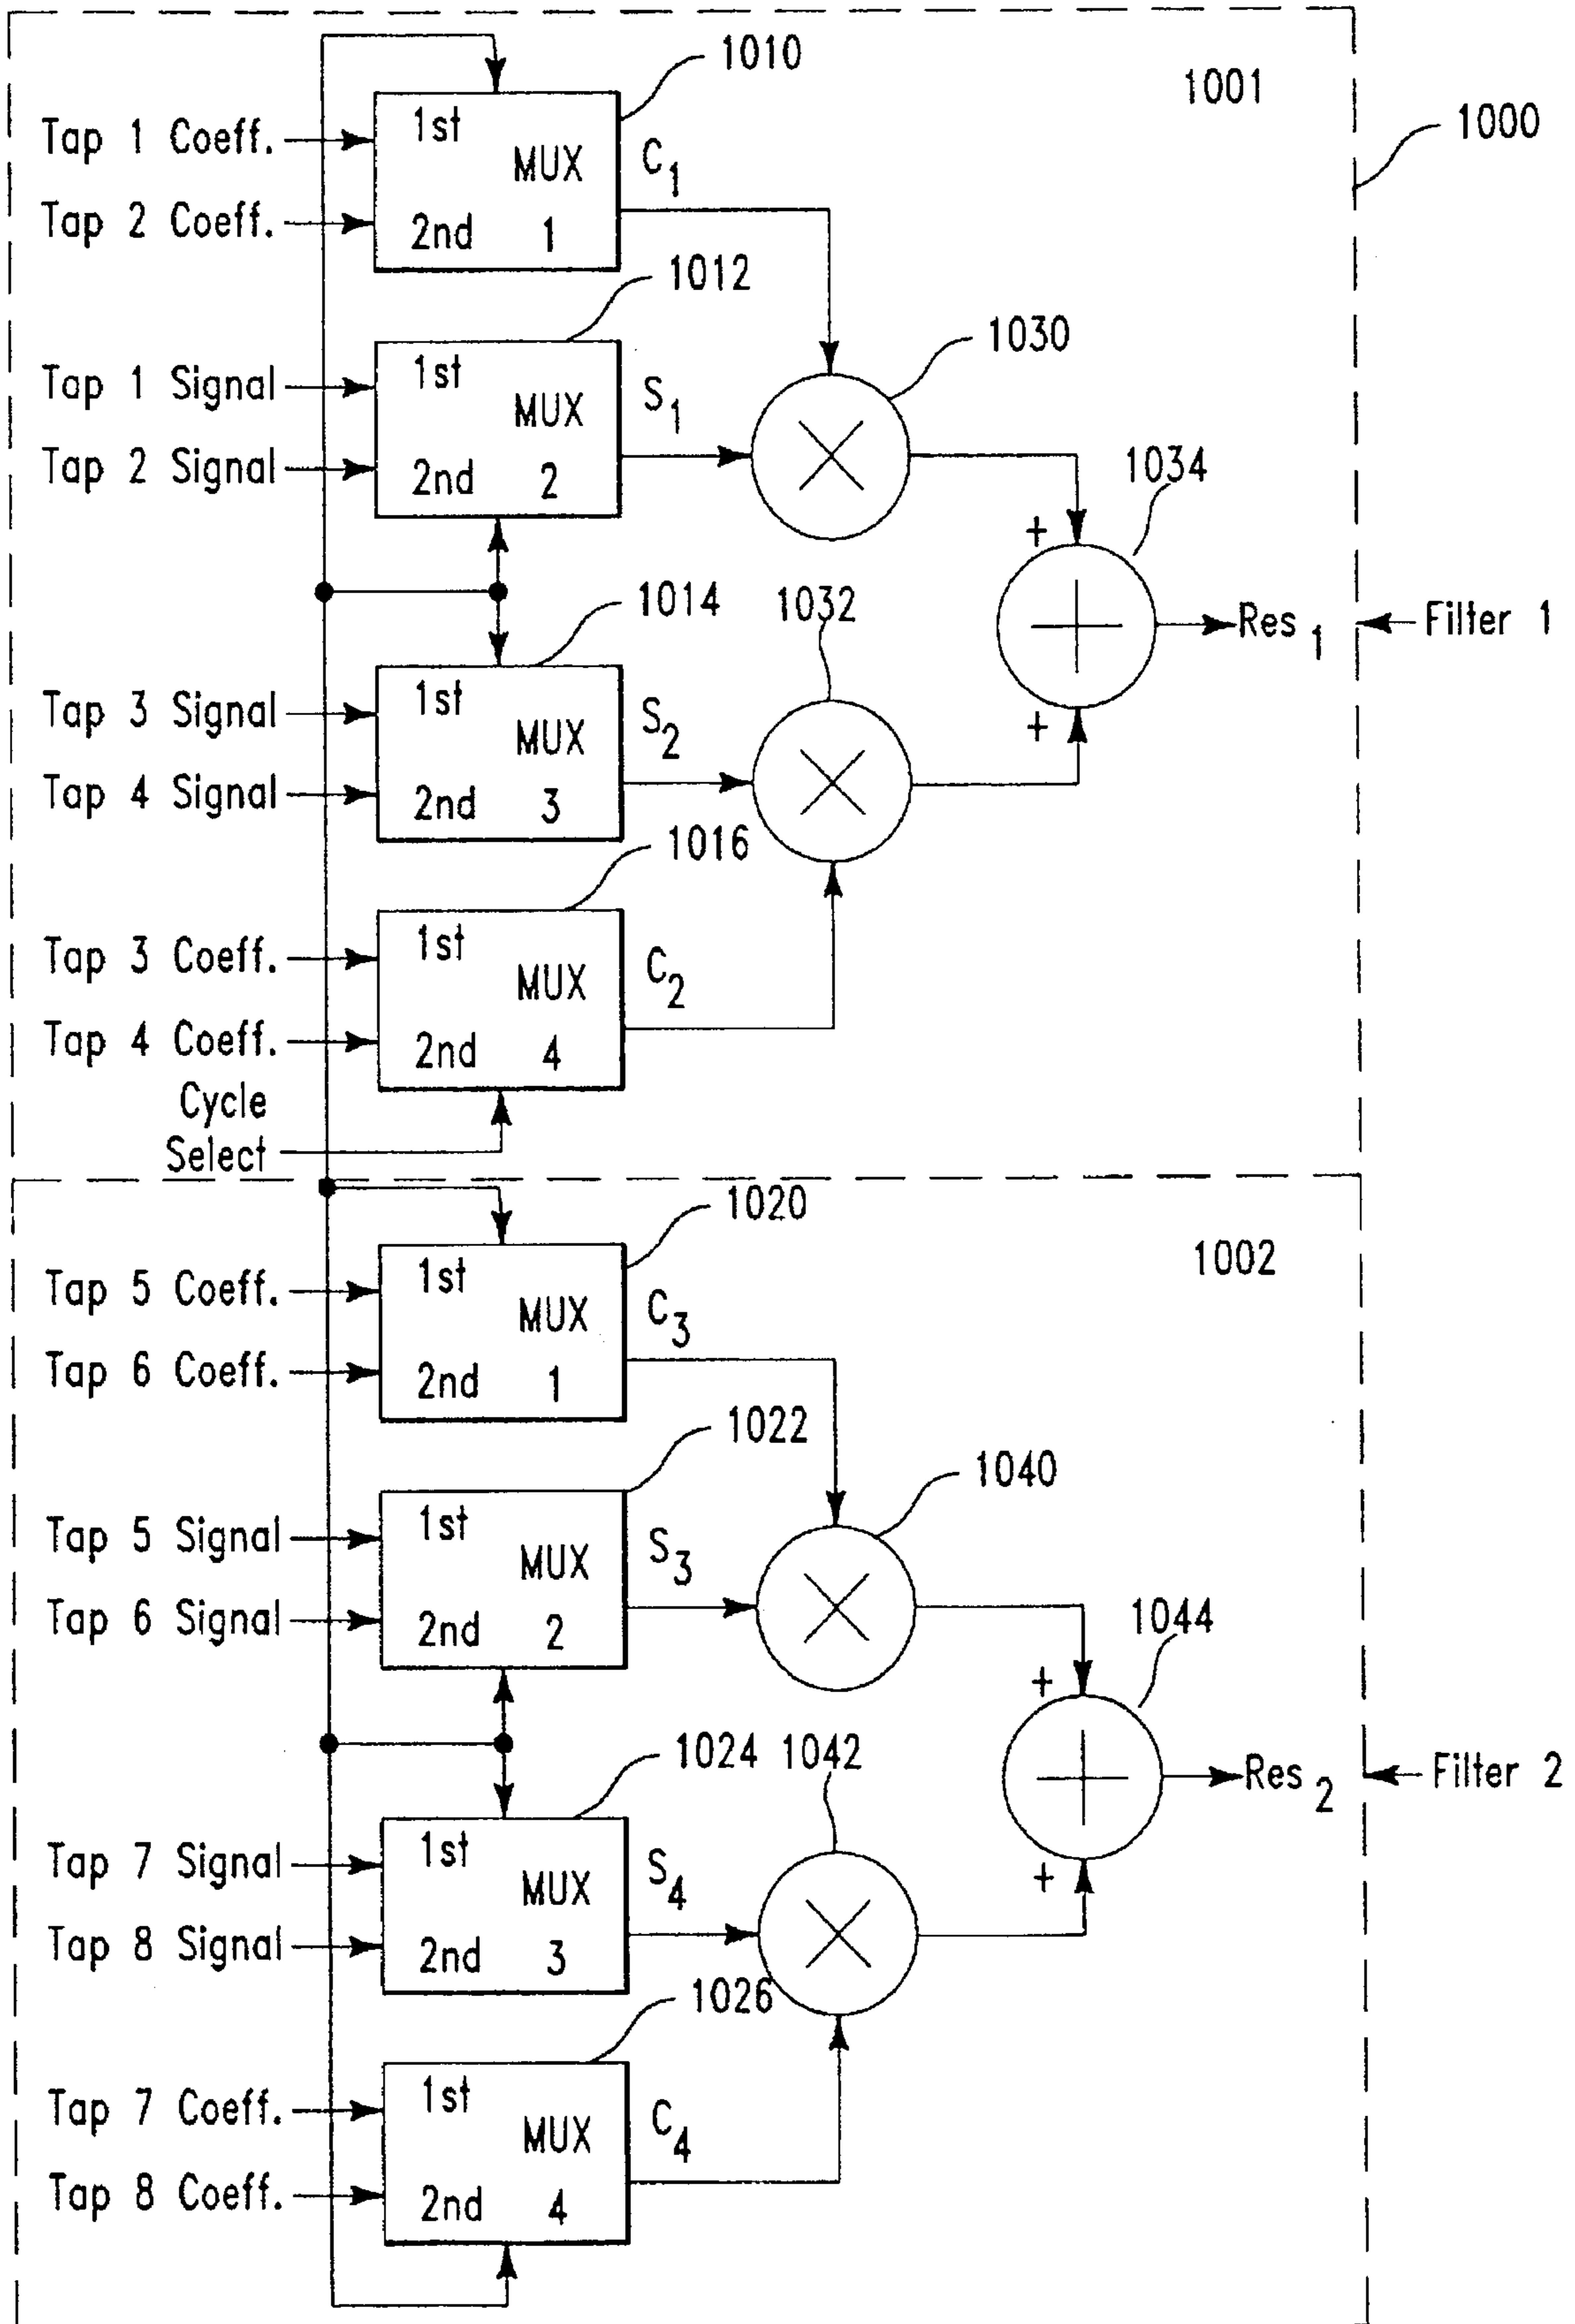 1010
1001
1000
Tap 1 Coeff.
1st
MUX
C1
Tap 2 Coeff.
2nd
1
1012
1030
Tap 1 Signal
1st
MUX
S1
Tap 2 Signal
2nd
2
1034
+
1014
1032
Res1
Filter 1
Tap 3 Signal
1st
MUX
S2
+
Tap 4 Signal
2nd
3
1016
Tap 3 Coeff.
1st
MUX
C2
Tap 4 Coeff.
2nd
4
Cycle
Select
1020
1002
Tap 5 Coeff.
1st
MUX
C3
Tap 6 Coeff.
2nd
1
1022
1040
Tap 5 Signal
1st
MUX
S3
Tap 6 Signal
2nd
2
1044
+
1024
1042
Res2
Filter 2
Tap 7 Signal
1st
MUX
S4
+
Tap 8 Signal
2nd
3
1026
Tap 7 Coeff.
1st
MUX
C4
Tap 8 Coeff.
2nd
4